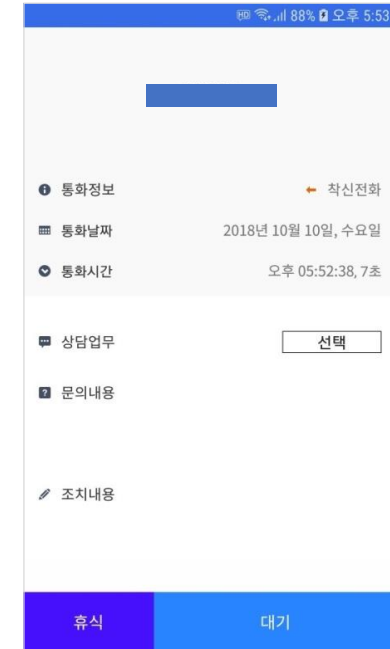 HD 88% 오후 5:53
통화정보 착신전화
통화날짜 2018년 10월 10일, 수요일
통화시간 오후 05:52:38, 7초
상담업무 선택
문의내용
조치내용
휴식 대기